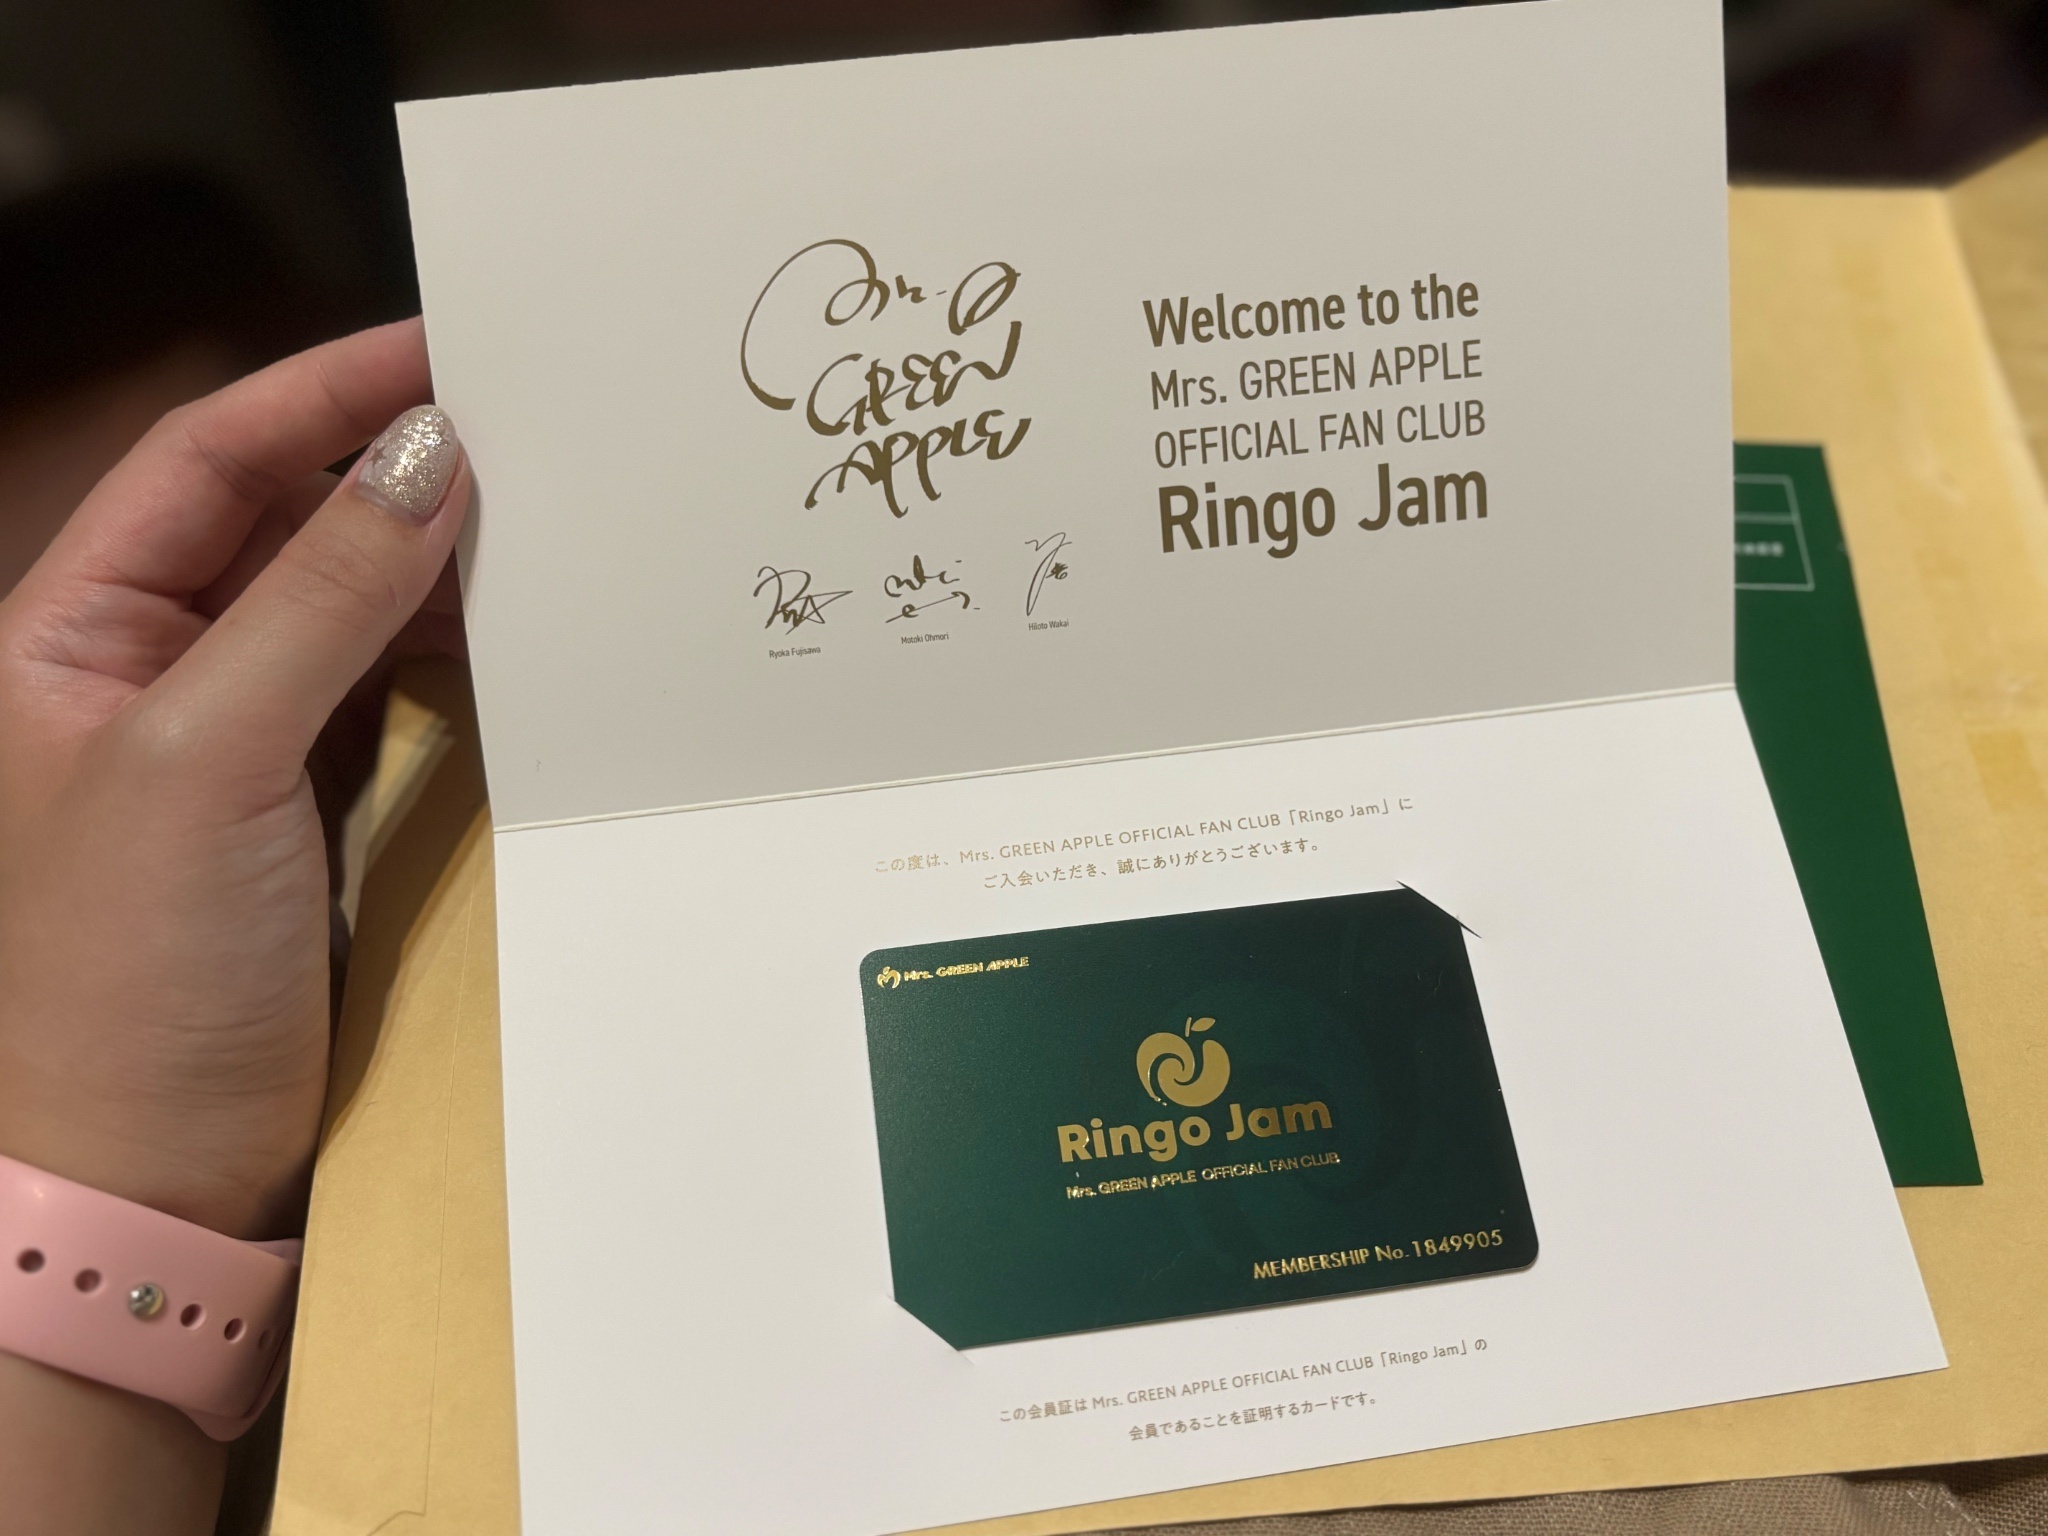 Mrs.
GREEN
APPLE
Welcome to the
Mrs. GREEN APPLE
OFFICIAL FAN CLUB
Ringo Jam
Ryoka Fujisawa
Motoki Ohmori
Hiloto Wakai
この度は、Mrs. GREEN APPLE OFFICIAL FAN CLUB「Ringo Jam」に
ご入会いただき、誠にありがとうございます。
Mrs. GREEN APPLE
Ringo Jam
Mrs. GREEN APPLE OFFICIAL FAN CLUB
MEMBERSHIP No.1849905
この会員証は Mrs. GREEN APPLE OFFICIAL FAN CLUB「Ringo Jam」の
会員であることを証明するカードです。